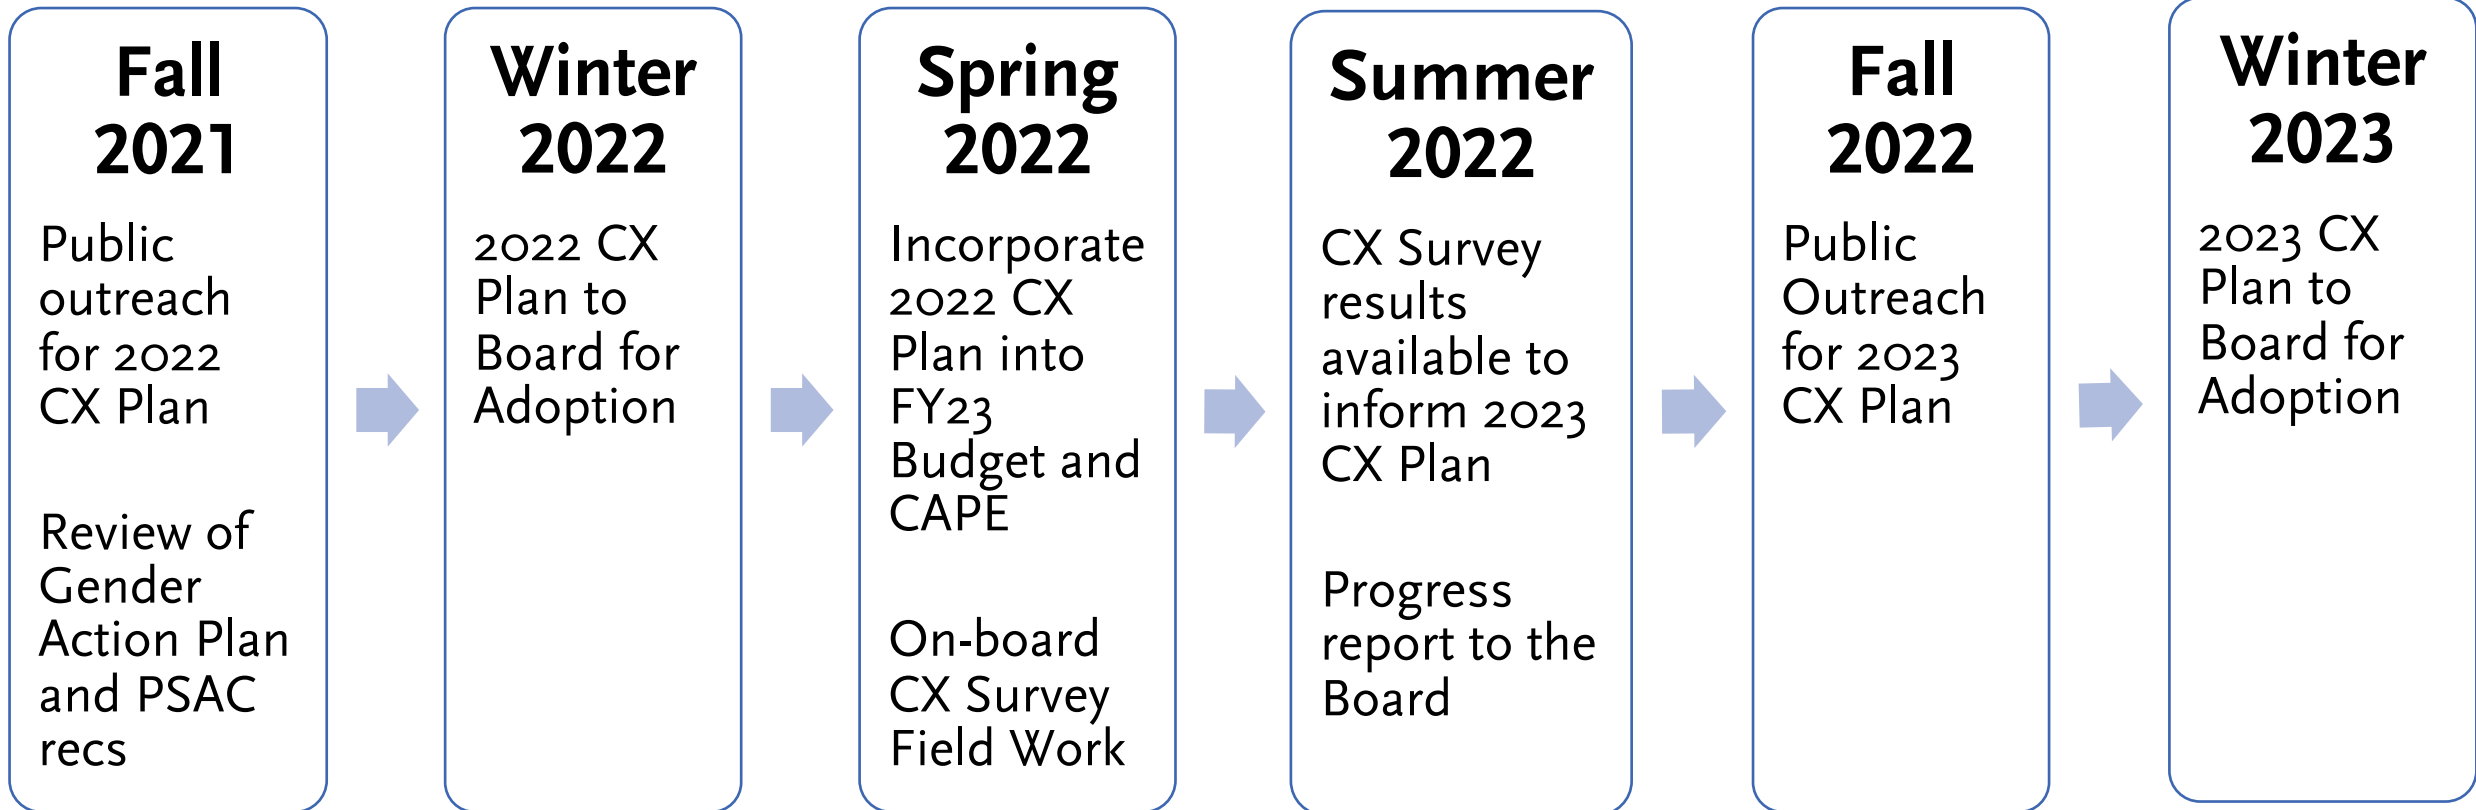 Fall
2021
Public
outreach
for 2022
CX Plan
Review of
Gender
Action Plan
and PSAC
recs
Winter
2022
2022 CX
Plan to
Board for
Adoption
Spring
2022
Incorporate
2022 CX
Plan into
FY23
Budget and
CAPE
On-board
CX Survey
Field Work
Summer
2022
CX Survey
results
available to
inform 2023
CX Plan
Progress
report to the
Board
Fall
2022
Public
Outreach
for 2023
CX Plan
Winter
2023
2023 CX
Plan to
Board for
Adoption